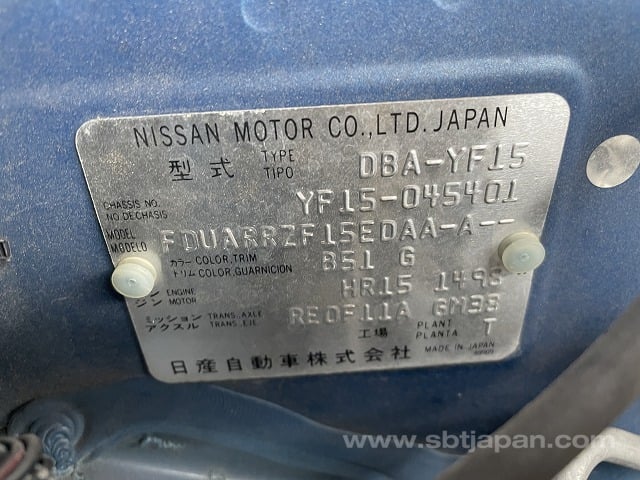 NISSAN MOTOR CO.,LTD. JAPAN
型式 TYPE TIPO DBA-YF15
CHASSIS NO. NO.DECHASIS YF15-045401
MODEL MODELO FDUARRZF15EDAA-A--
カラー COLOR,TRIM トリム COLOR,GUARNICION B51 G
ン ENGINE ジン MOTOR HR15 1498
ミッション TRANS.,AXLE アクスル TRANS.,EJE RE0F11A GM38
工場 PLANT PLANTA T
日産自動車株式会社 MADE IN JAPAN
www.sbtjapan.com